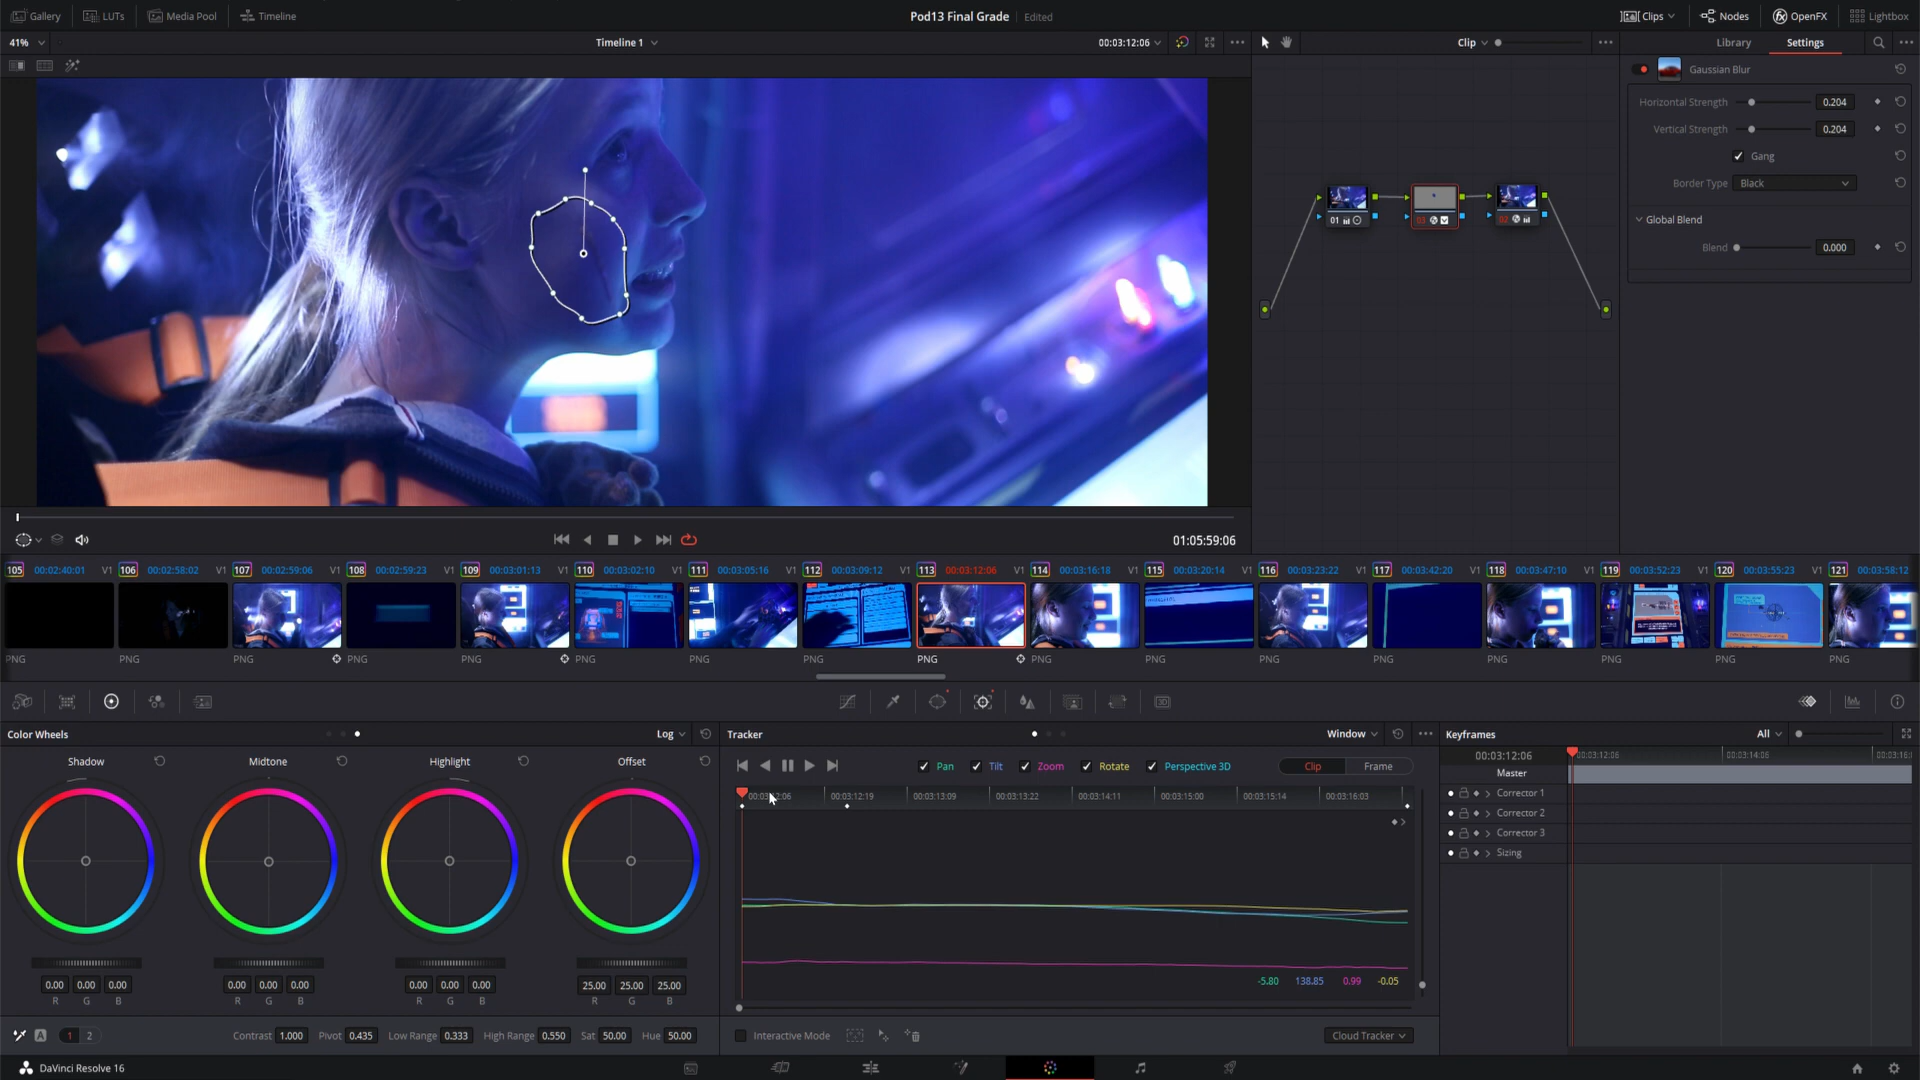 Gallery LUTs Media Pool Timeline Pod13 Final Grade Edited Clips Nodes OpenFX Lightbox
41% Timeline 1 00:03:12:06 Clip Library Settings
Gaussian Blur
Horizontal Strength 0.204
Vertical Strength 0.204
Gang
Border Type Black
Global Blend
Blend 0.000
01 03 02
01:05:59:06
105 00:02:40:01 V1 106 00:02:58:02 V1 107 00:02:59:06 V1 108 00:02:59:23 V1 109 00:03:01:13 V1 110 00:03:02:10 V1 111 00:03:05:16 V1 112 00:03:09:12 V1 113 00:03:12:06 V1 114 00:03:16:18 V1 115 00:03:20:14 V1 116 00:03:23:22 V1 117 00:03:42:20 V1 118 00:03:47:10 V1 119 00:03:52:23 V1 120 00:03:55:23 V1 121 00:03:58:12
PNG PNG PNG PNG PNG PNG PNG PNG PNG PNG PNG PNG PNG PNG PNG PNG PNG
Color Wheels Log Tracker Window Keyframes All
Shadow Midtone Highlight Offset
Pan Tilt Zoom Rotate Perspective 3D Clip Frame
00:03:12:06 00:03:12:06 00:03:14:06
Master
00:03:12:19 00:03:13:09 00:03:13:22 00:03:14:11 00:03:15:00 00:03:15:14 00:03:16:03
Corrector 1
Corrector 2
Corrector 3
Sizing
-5.80 138.85 0.99 -0.05
0.00 0.00 0.00 0.00 0.00 0.00 0.00 0.00 0.00 25.00 25.00 25.00
R G B R G B R G B R G B
A 1 2 Contrast 1.000 Pivot 0.435 Low Range 0.333 High Range 0.550 Sat 50.00 Hue 50.00
Interactive Mode Cloud Tracker
DaVinci Resolve 16